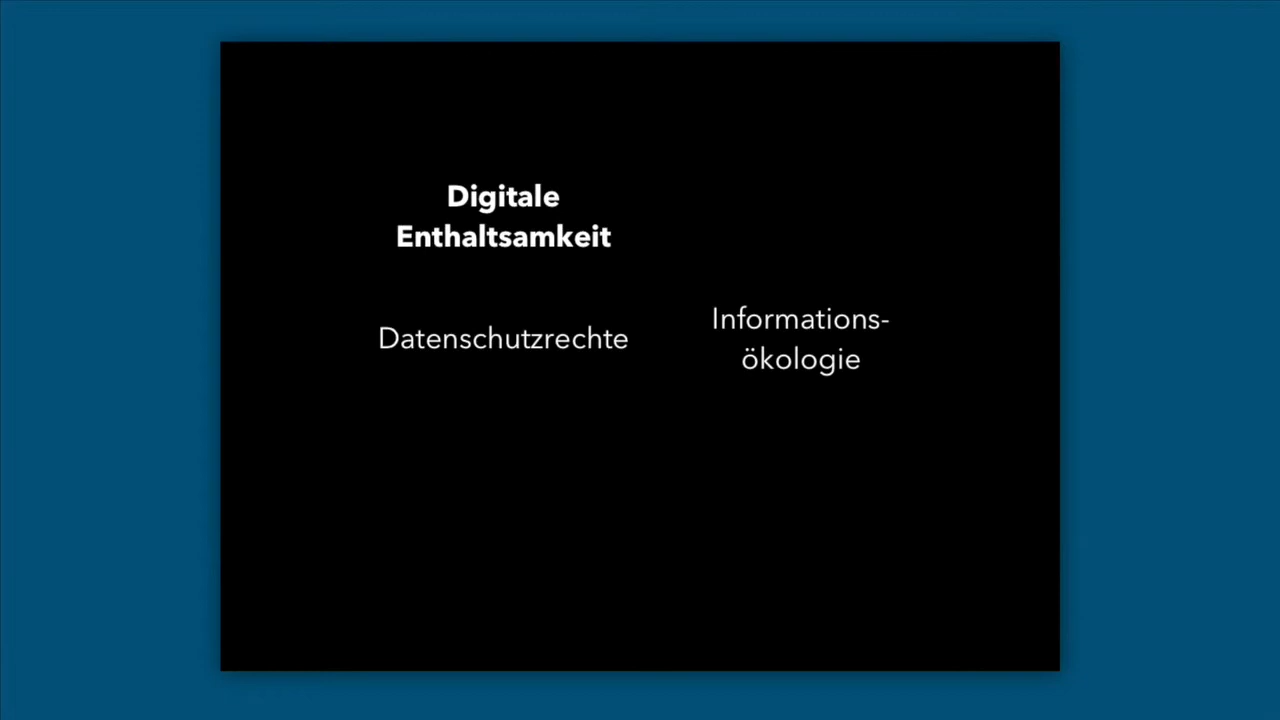 Digitale
Enthaltsamkeit
Datenschutzrechte
Informations-
ökologie